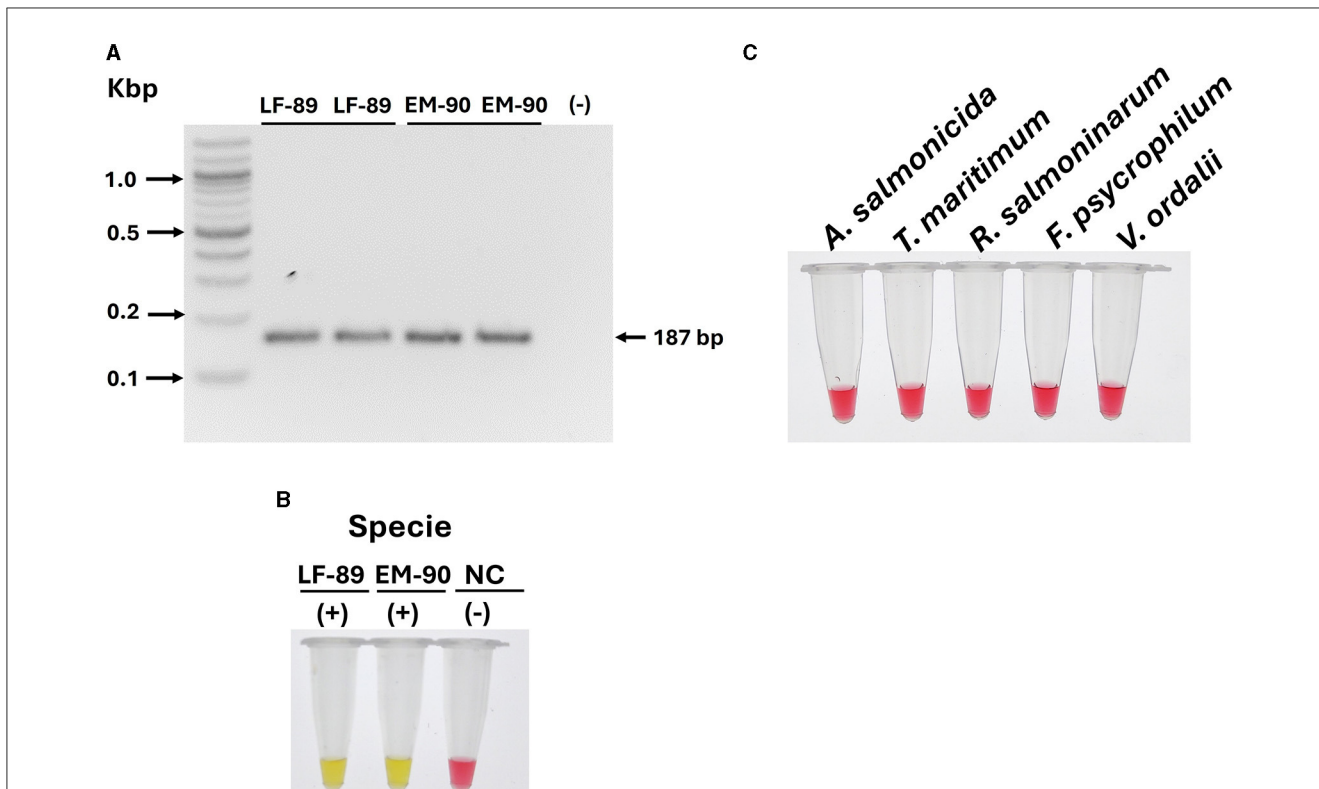 A
Kbp
LF-89 LF-89 EM-90 EM-90 (-)
1.0
0.5
0.2
0.1
187 bp
C
A. salmonicida
T. maritimum
R. salmoninarum
F. psycrophilum
V. ordalii
B
Specie
LF-89 EM-90 NC
(+) (+) (-)